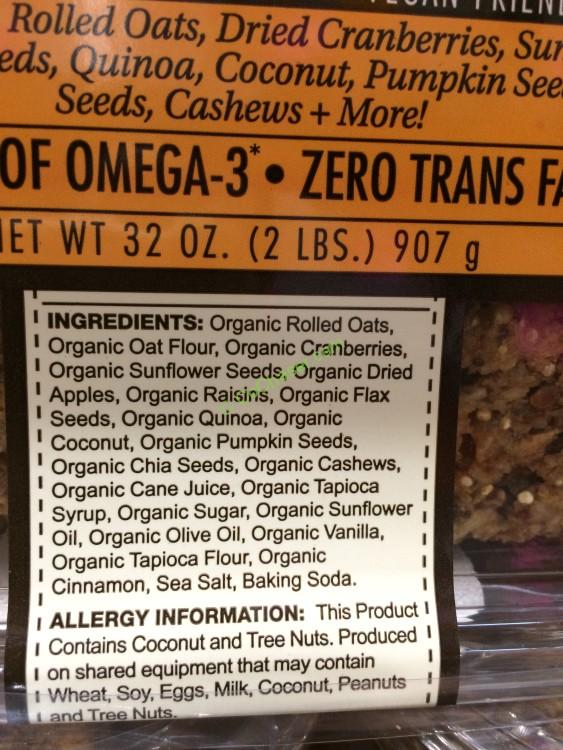 Rolled Oats, Dried Cranberries, Sun
eds, Quinoa, Coconut, Pumpkin See
Seeds, Cashews + More!
OF OMEGA-3* • ZERO TRANS FA
ET WT 32 OZ. (2 LBS.) 907 g
INGREDIENTS: Organic Rolled Oats,
Organic Oat Flour, Organic Cranberries,
Organic Sunflower Seeds, Organic Dried
Apples, Organic Raisins, Organic Flax
Seeds, Organic Quinoa, Organic
Coconut, Organic Pumpkin Seeds,
Organic Chia Seeds, Organic Cashews,
Organic Cane Juice, Organic Tapioca
Syrup, Organic Sugar, Organic Sunflower
Oil, Organic Olive Oil, Organic Vanilla,
Organic Tapioca Flour, Organic
Cinnamon, Sea Salt, Baking Soda.
ALLERGY INFORMATION: This Product
Contains Coconut and Tree Nuts. Produced
on shared equipment that may contain
Wheat, Soy, Eggs, Milk, Coconut, Peanuts
and Tree Nuts.